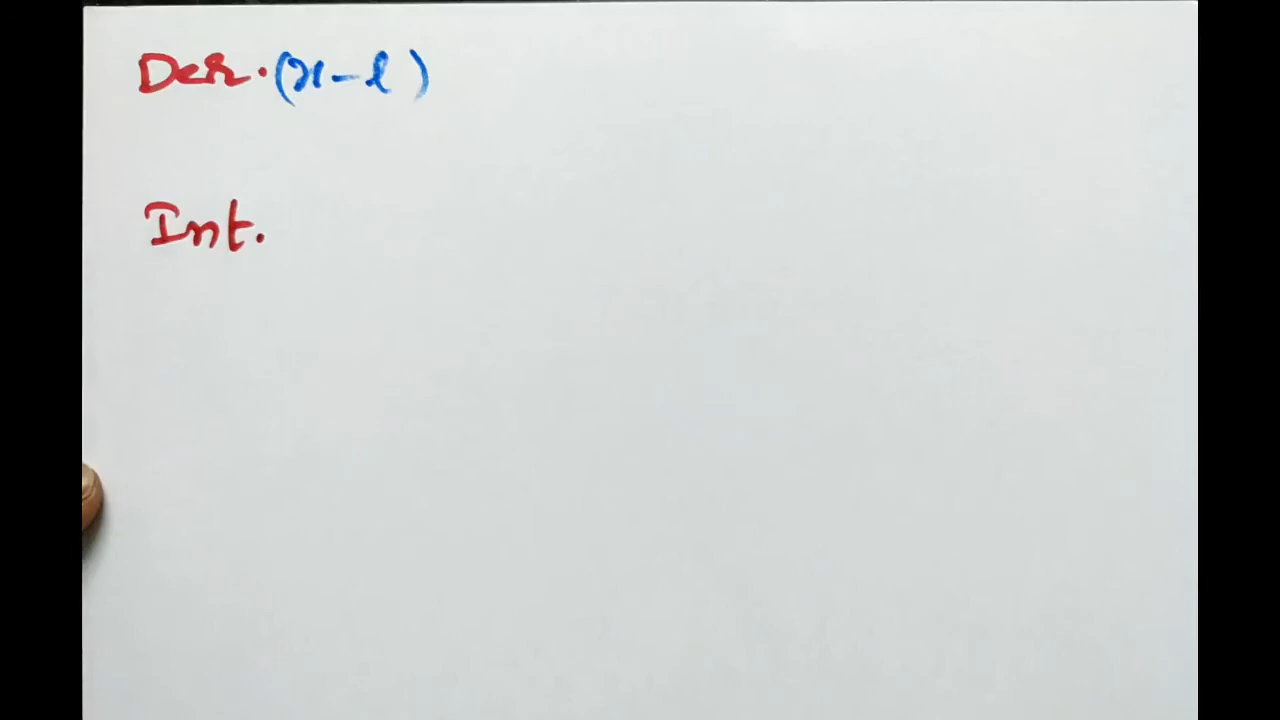 Der. (x-l)
Int.